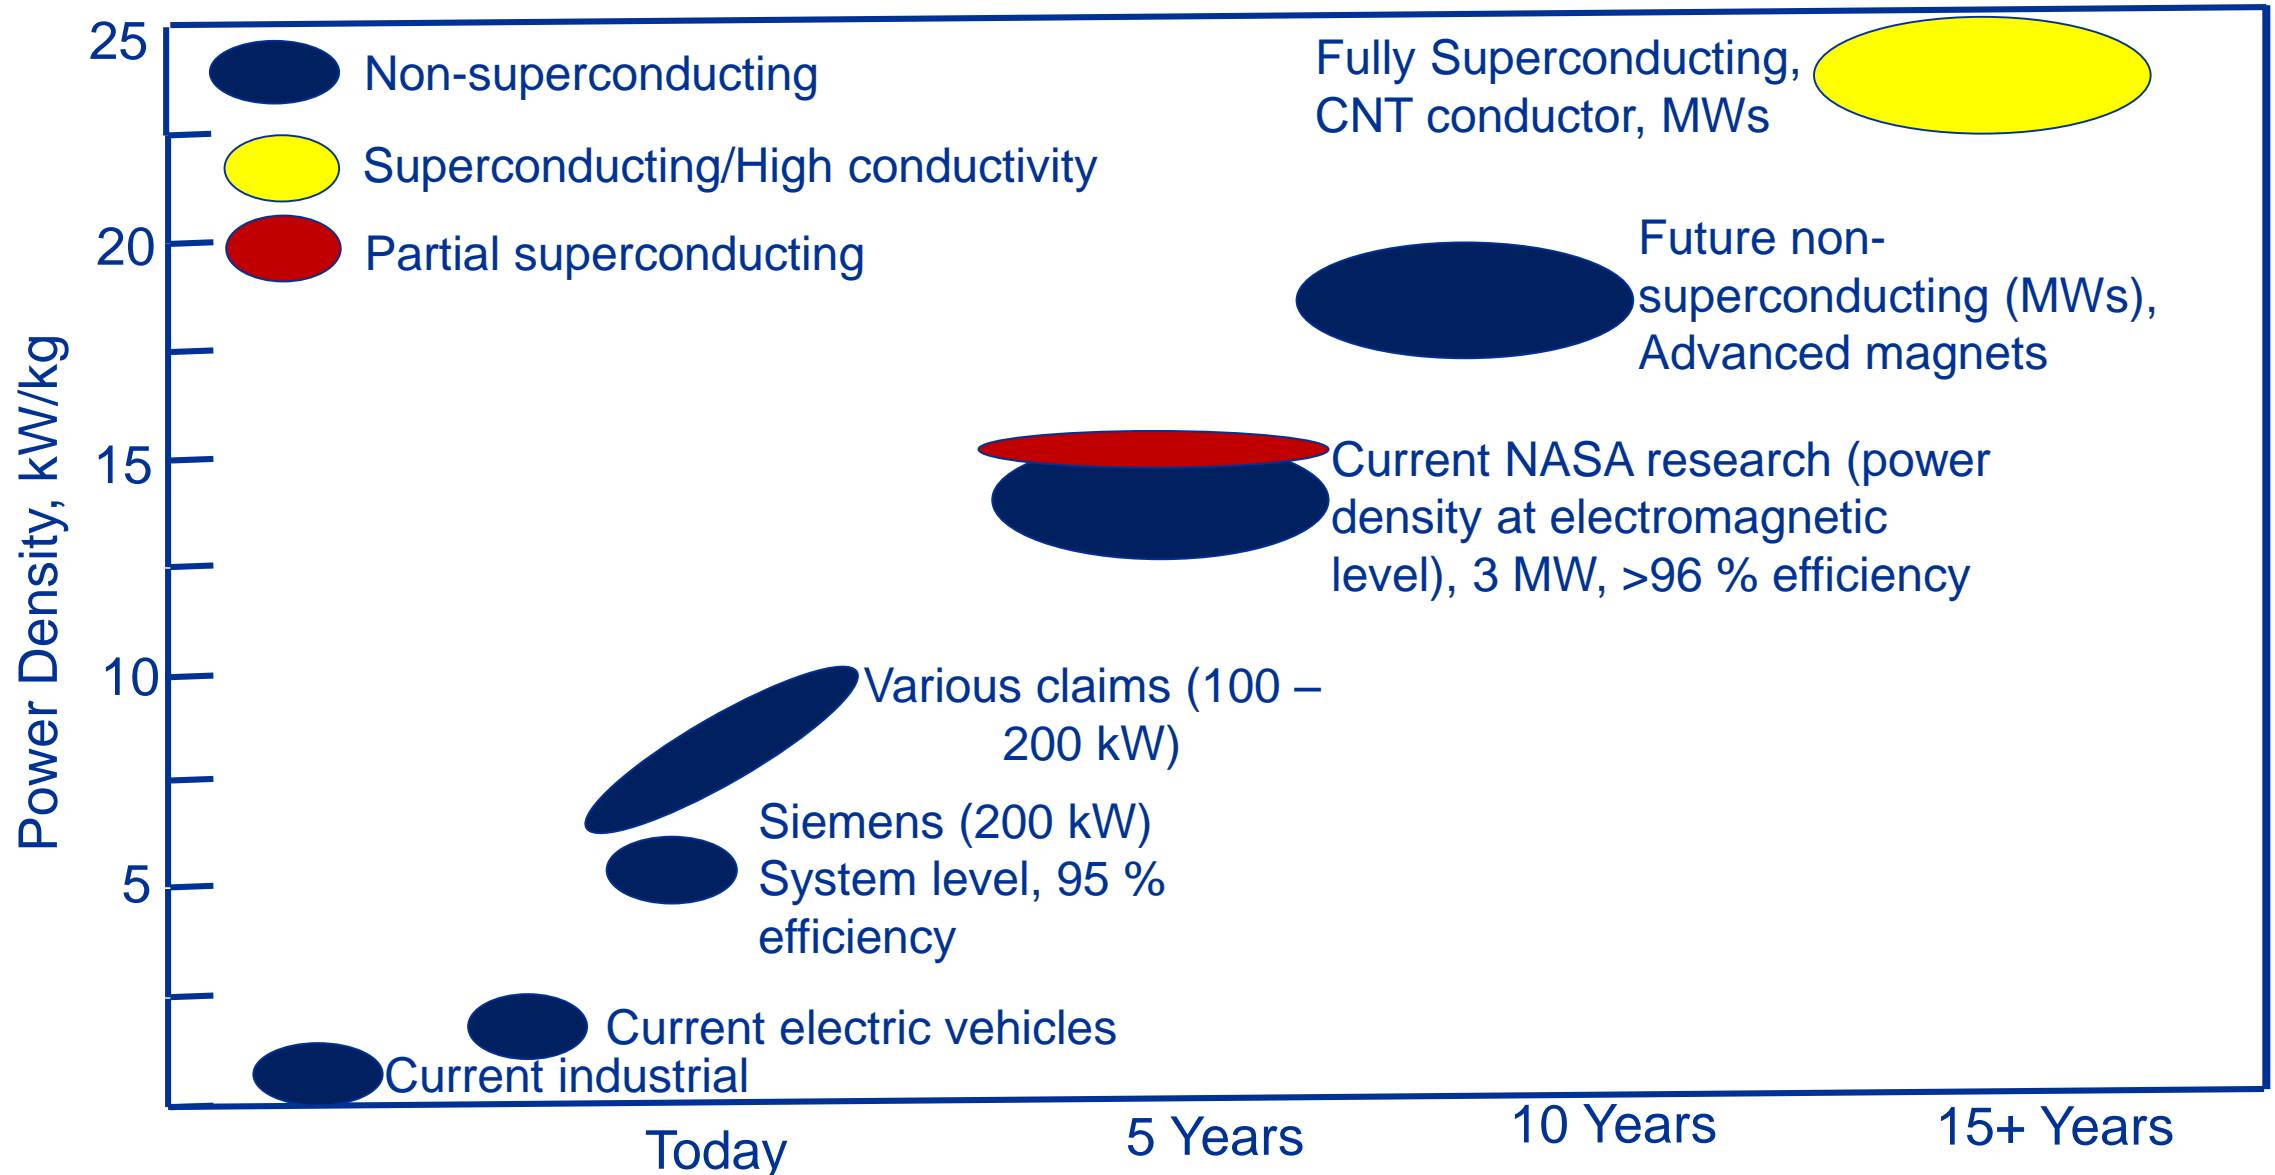 25
Non-superconducting
Superconducting/High conductivity
Partial superconducting
Fully Superconducting,
CNT conductor, MWs
20
Future non-
superconducting (MWs),
Advanced magnets
Power Density, kW/kg
15
Current NASA research (power
density at electromagnetic
level), 3 MW, >96 % efficiency
10
Various claims (100 –
200 kW)
Siemens (200 kW)
System level, 95 %
efficiency
5
Current electric vehicles
Current industrial
Today
5 Years
10 Years
15+ Years